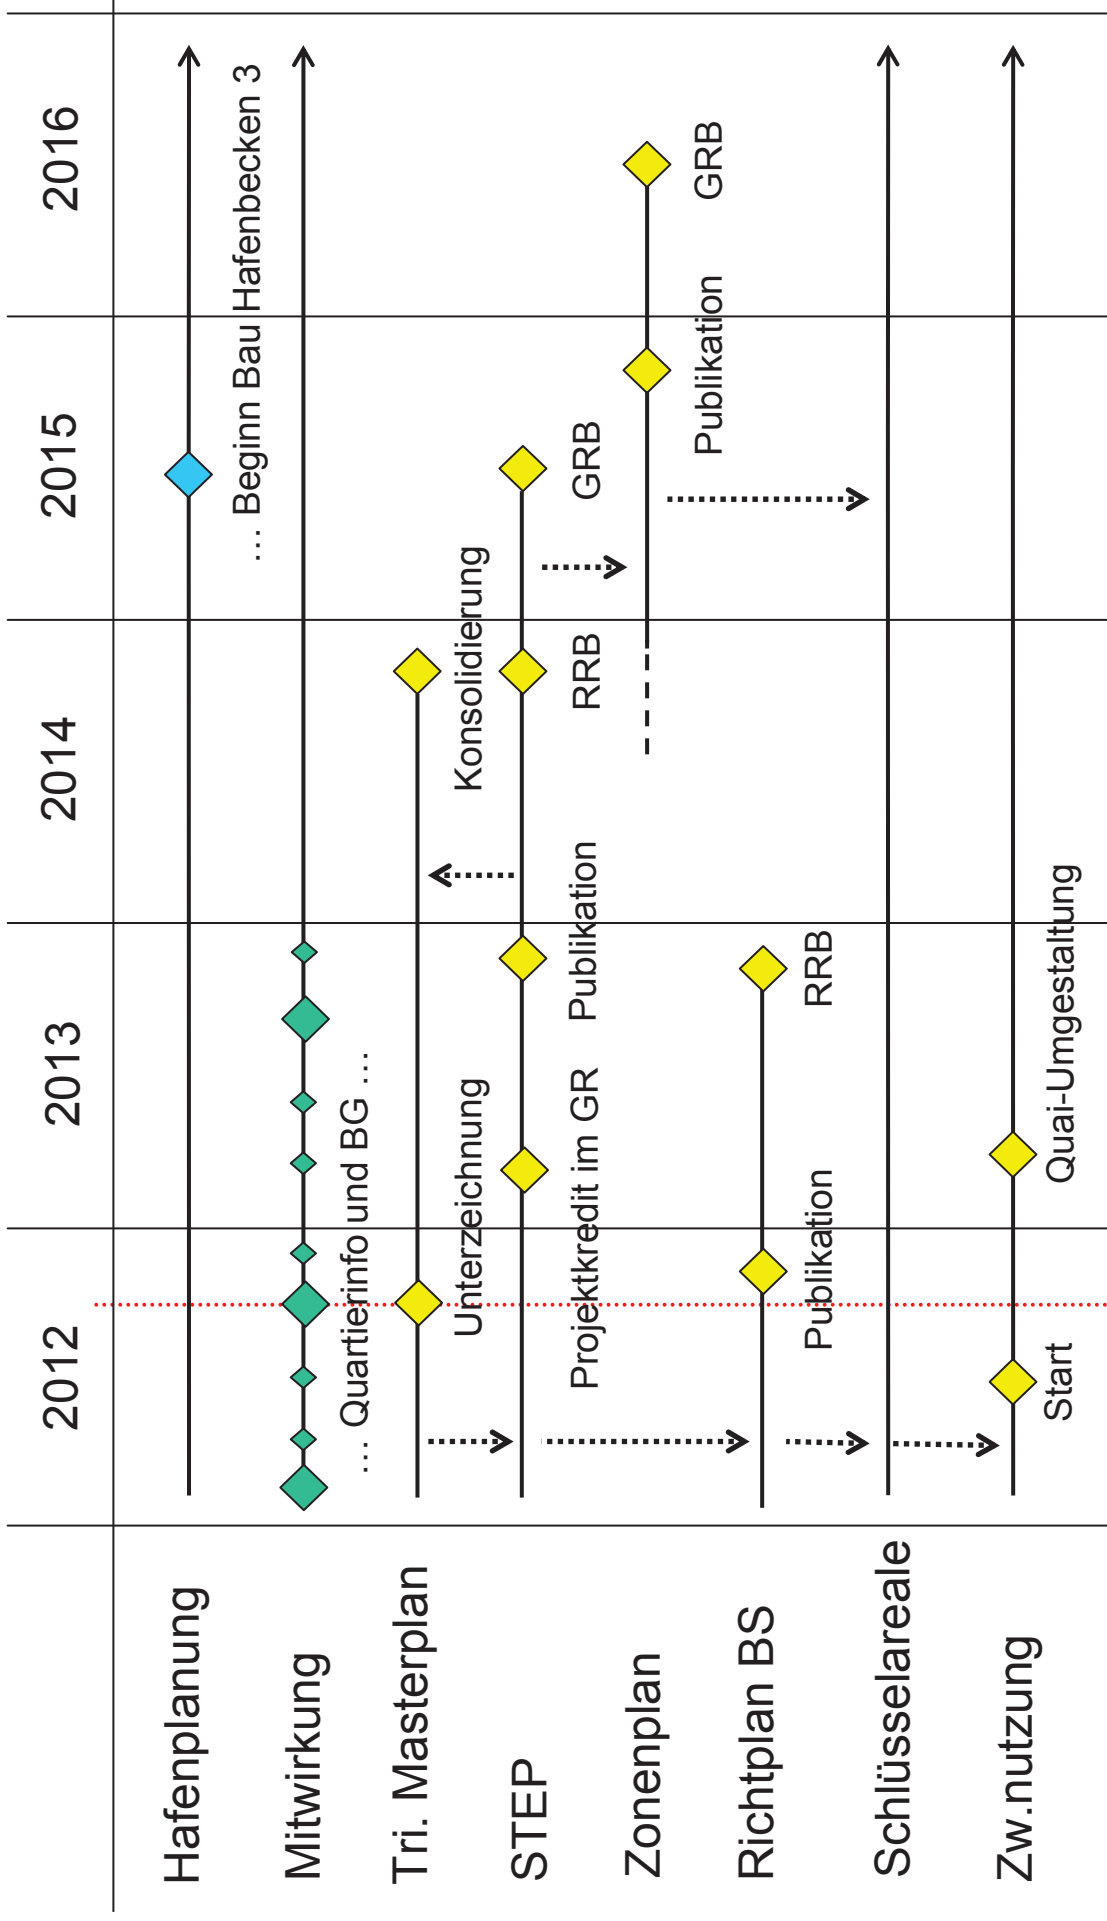 2012 2013 2014 2015 2016
Hafenplanung
… Beginn Bau Hafenbecken 3
Mitwirkung
… Quartierinfo und BG …
Tri. Masterplan
Unterzeichnung Konsolidierung
STEP
Projektkredit im GR Publikation RRB GRB
Zonenplan
Publikation GRB
Richtplan BS
Publikation RRB
Schlüsselareale
Zw.nutzung
Start Quai-Umgestaltung